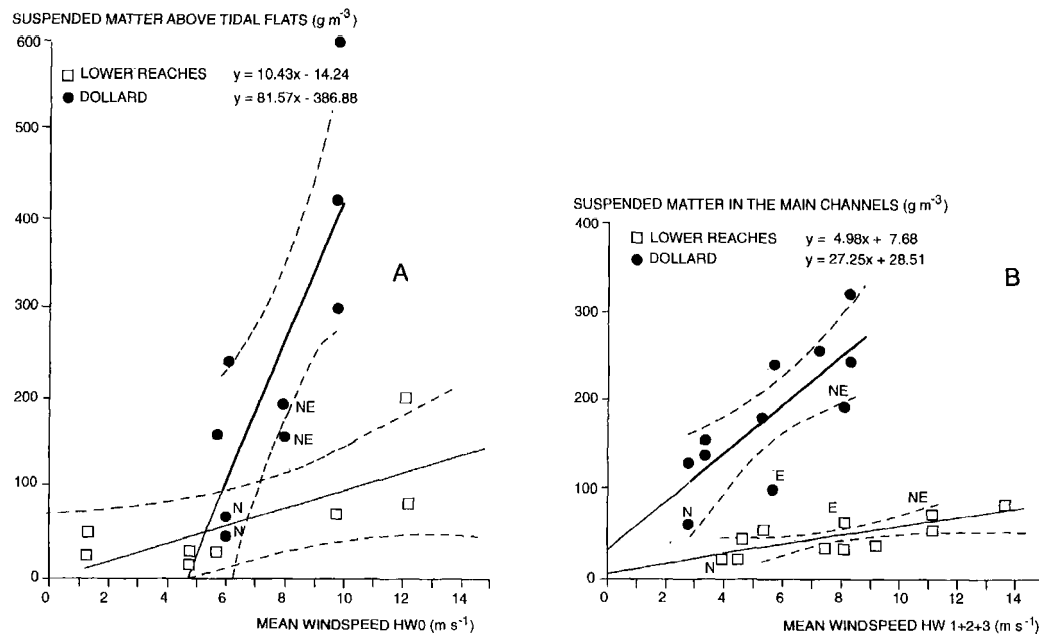 SUSPENDED MATTER ABOVE TIDAL FLATS (g m⁻³)
600
500
400
300
200
100
0
LOWER REACHES y = 10.43x - 14.24
DOLLARD y = 81.57x - 386.88
A
NE
NE
N
N
0 2 4 6 8 10 12 14
MEAN WINDSPEED HW0 (m s⁻¹)
SUSPENDED MATTER IN THE MAIN CHANNELS (g m⁻³)
400
300
200
100
0
LOWER REACHES y = 4.98x + 7.68
DOLLARD y = 27.25x + 28.51
B
NE
E
N
E
NE
N
0 2 4 6 8 10 12 14
MEAN WINDSPEED HW 1+2+3 (m s⁻¹)